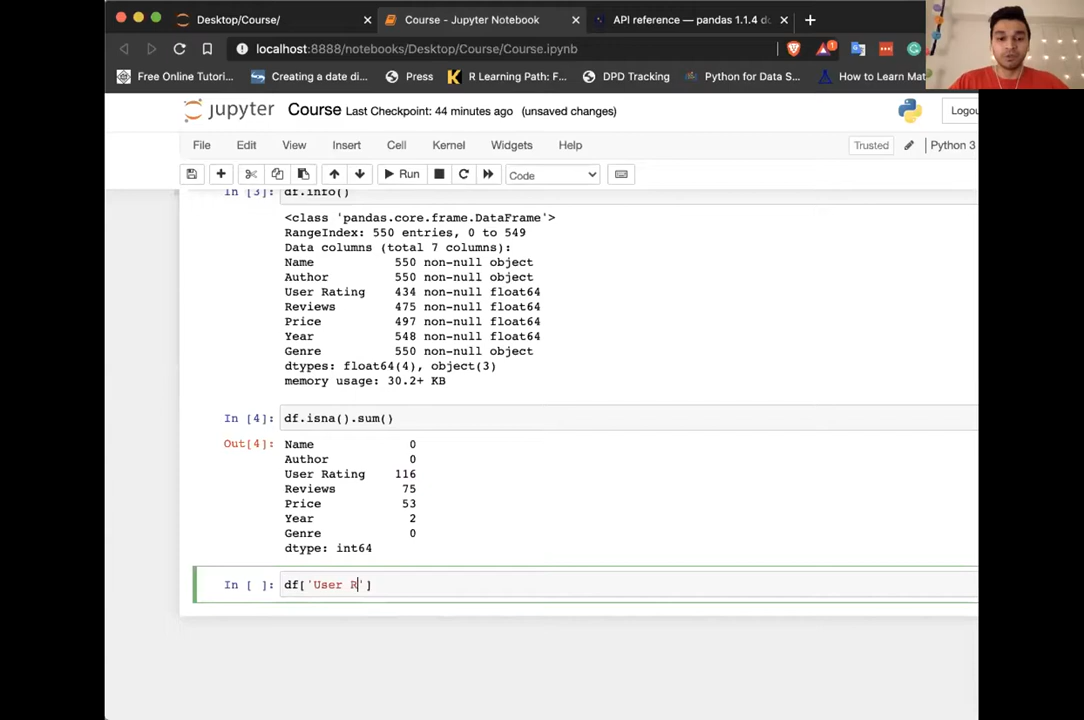 Desktop/Course/
Course - Jupyter Notebook
API reference — pandas 1.1.4 do
localhost:8888/notebooks/Desktop/Course/Course.ipynb
Free Online Tutori...
Creating a date di...
Press
R Learning Path: F...
DPD Tracking
Python for Data S...
How to Learn Mat
jupyter Course Last Checkpoint: 44 minutes ago (unsaved changes)
Logou
File Edit View Insert Cell Kernel Widgets Help
Trusted
Python 3
Run
Code
In [3]: df.info()
<class 'pandas.core.frame.DataFrame'>
RangeIndex: 550 entries, 0 to 549
Data columns (total 7 columns):
Name 550 non-null object
Author 550 non-null object
User Rating 434 non-null float64
Reviews 475 non-null float64
Price 497 non-null float64
Year 548 non-null float64
Genre 550 non-null object
dtypes: float64(4), object(3)
memory usage: 30.2+ KB
In [4]: df.isna().sum()
Out[4]: Name 0
Author 0
User Rating 116
Reviews 75
Price 53
Year 2
Genre 0
dtype: int64
In [ ]: df['User R']